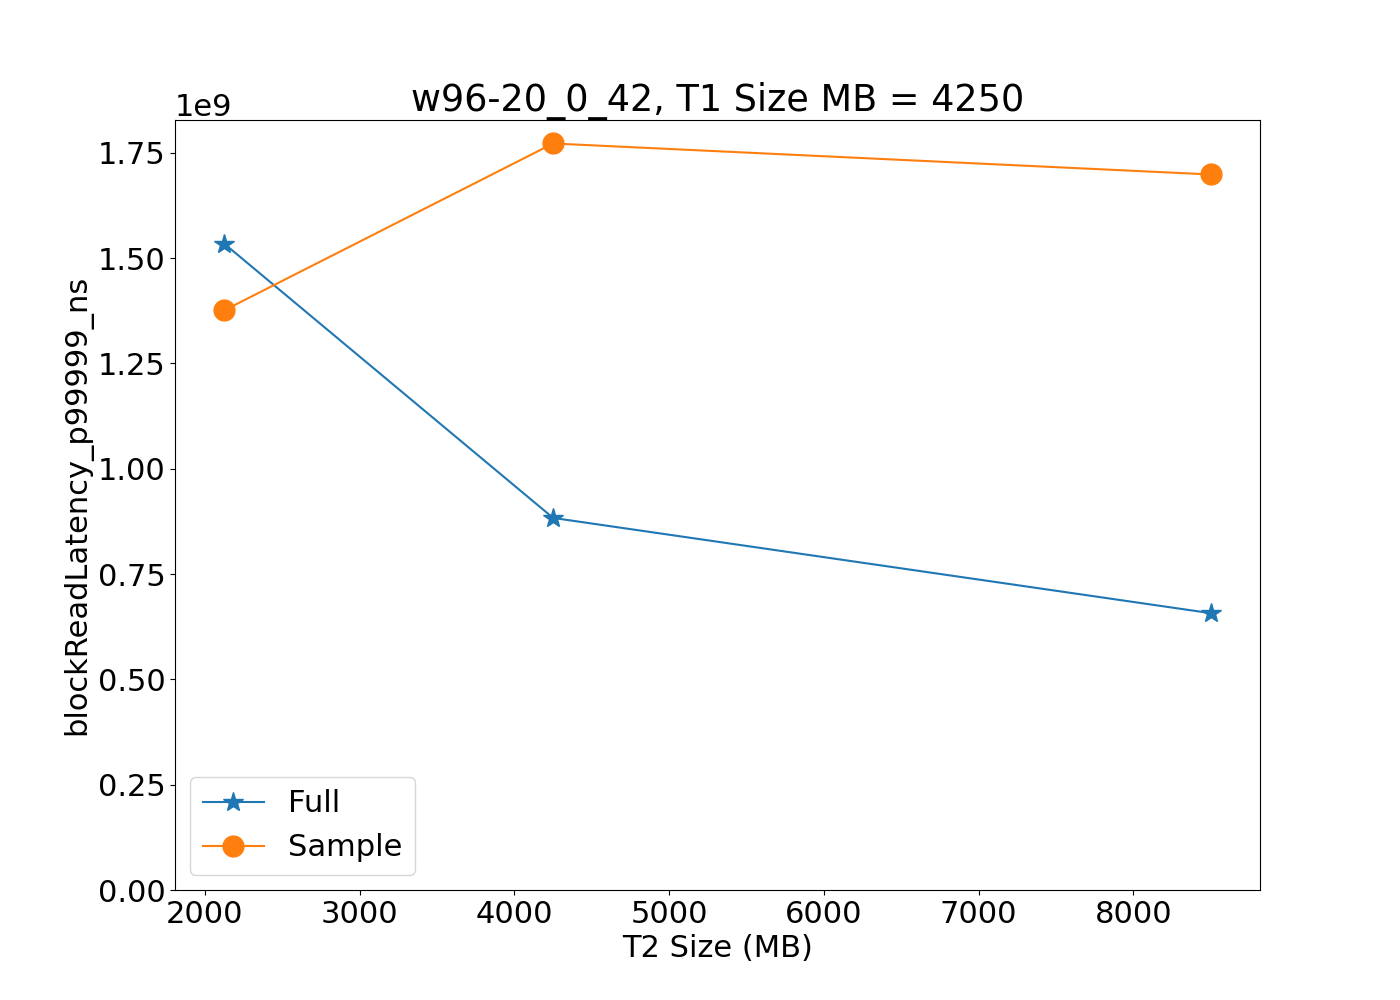 w96-20_0_42, T1 Size MB = 4250
1e9
1.75
1.50
1.25
1.00
0.75
0.50
0.25
0.00
blockReadLatency_p99999_ns
Full
Sample
2000 3000 4000 5000 6000 7000 8000
T2 Size (MB)